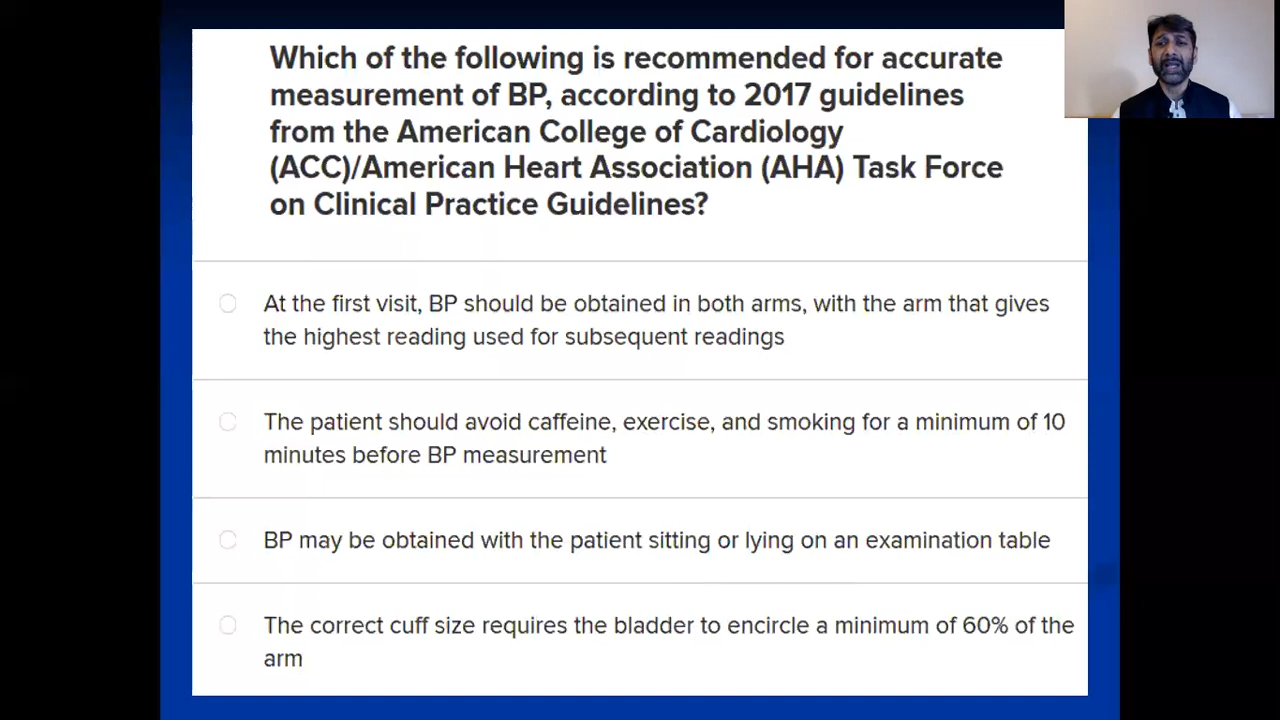 Which of the following is recommended for accurate
measurement of BP, according to 2017 guidelines
from the American College of Cardiology
(ACC)/American Heart Association (AHA) Task Force
on Clinical Practice Guidelines?
At the first visit, BP should be obtained in both arms, with the arm that gives
the highest reading used for subsequent readings
The patient should avoid caffeine, exercise, and smoking for a minimum of 10
minutes before BP measurement
BP may be obtained with the patient sitting or lying on an examination table
The correct cuff size requires the bladder to encircle a minimum of 60% of the
arm